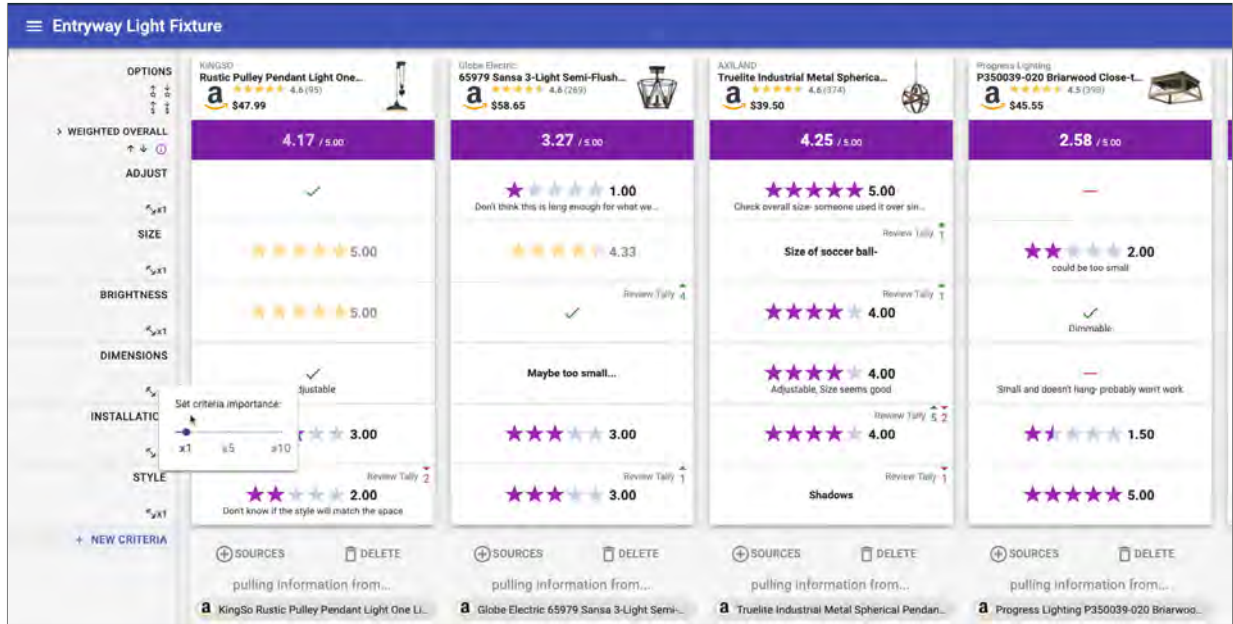 Entryway Light Fixture
OPTIONS
KINGSO
Rustic Pulley Pendant Light One...
a 4.6 (95)
$47.99
Globe Electric
65979 Sansa 3-Light Semi-Flush...
a 4.6 (269)
$58.65
AXILAND
Truelite Industrial Metal Spherica...
a 4.6 (374)
$39.50
Progress Lighting
P350039-020 Briarwood Close-t...
a 4.5 (398)
$45.55
> WEIGHTED OVERALL
4.17 / 5.00
3.27 / 5.00
4.25 / 5.00
2.58 / 5.00
ADJUST
x1
1.00
Don't think this is long enough for what we...
5.00
Check overall size- someone used it over sin...
SIZE
x1
5.00
4.33
Review Tally 1
Size of soccer ball-
2.00
could be too small
BRIGHTNESS
x1
5.00
Review Tally 4
Review Tally 1
4.00
Dimmable
DIMENSIONS
djustable
Maybe too small...
4.00
Adjustable, Size seems good
Small and doesn't hang- probably won't work
Set criteria importance:
x1 x5 x10
INSTALLATIC
3.00
3.00
Review Tally 5 2
4.00
1.50
STYLE
x1
Review Tally 2
2.00
Don't know if the style will match the space
Review Tally 1
3.00
Review Tally 1
Shadows
5.00
+ NEW CRITERIA
SOURCES DELETE
SOURCES DELETE
SOURCES DELETE
SOURCES DELETE
pulling information from...
pulling information from...
pulling information from...
pulling information from...
a KingSo Rustic Pulley Pendant Light One Li...
a Globe Electric 65979 Sansa 3-Light Semi-...
a Truelite Industrial Metal Spherical Pendan...
a Progress Lighting P350039-020 Briarwoo...